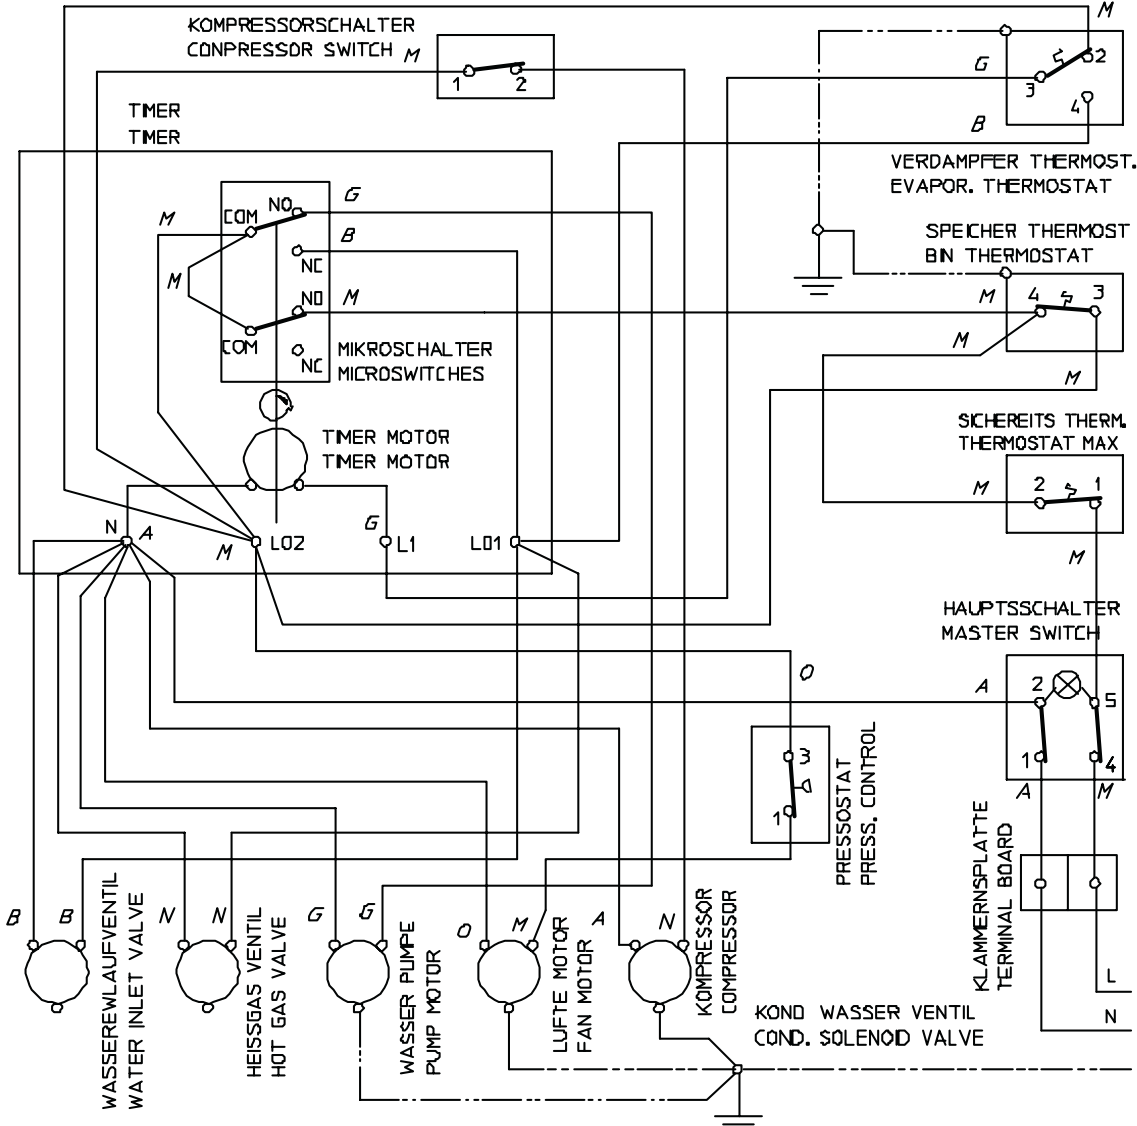 M
KOMPRESSORSCHALTER
CONPRESSOR SWITCH
M
1
2
G
2
3
4
B
TIMER
TIMER
VERDAMPFER THERMOST.
EVAPOR. THERMOSTAT
G
NO
COM
M
B
NC
M
NO
M
COM
NC
MIKROSCHALTER
MICROSWITCHES
SPEICHER THERMOST
BIN THERMOSTAT
M
4
3
M
M
TIMER MOTOR
TIMER MOTOR
SICHEREITS THERM.
THERMOSTAT MAX
M
2
1
N
A
M
LO2
G
L1
LO1
M
HAUPTSSCHALTER
MASTER SWITCH
O
A
2
5
1
4
A
M
3
1
PRESSOSTAT
PRESS. CONTROL
KLAMMERNSPLATTE
TERMINAL BOARD
B
B
WASSEREWLAUFVENTIL
WATER INLET VALVE
N
N
HEISSGAS VENTIL
HOT GAS VALVE
G
G
WASSER PUMPE
PUMP MOTOR
O
M
LUFTE MOTOR
FAN MOTOR
A
N
KOMPRESSOR
COMPRESSOR
L
N
KOND WASSER VENTIL
COND. SOLENOID VALVE